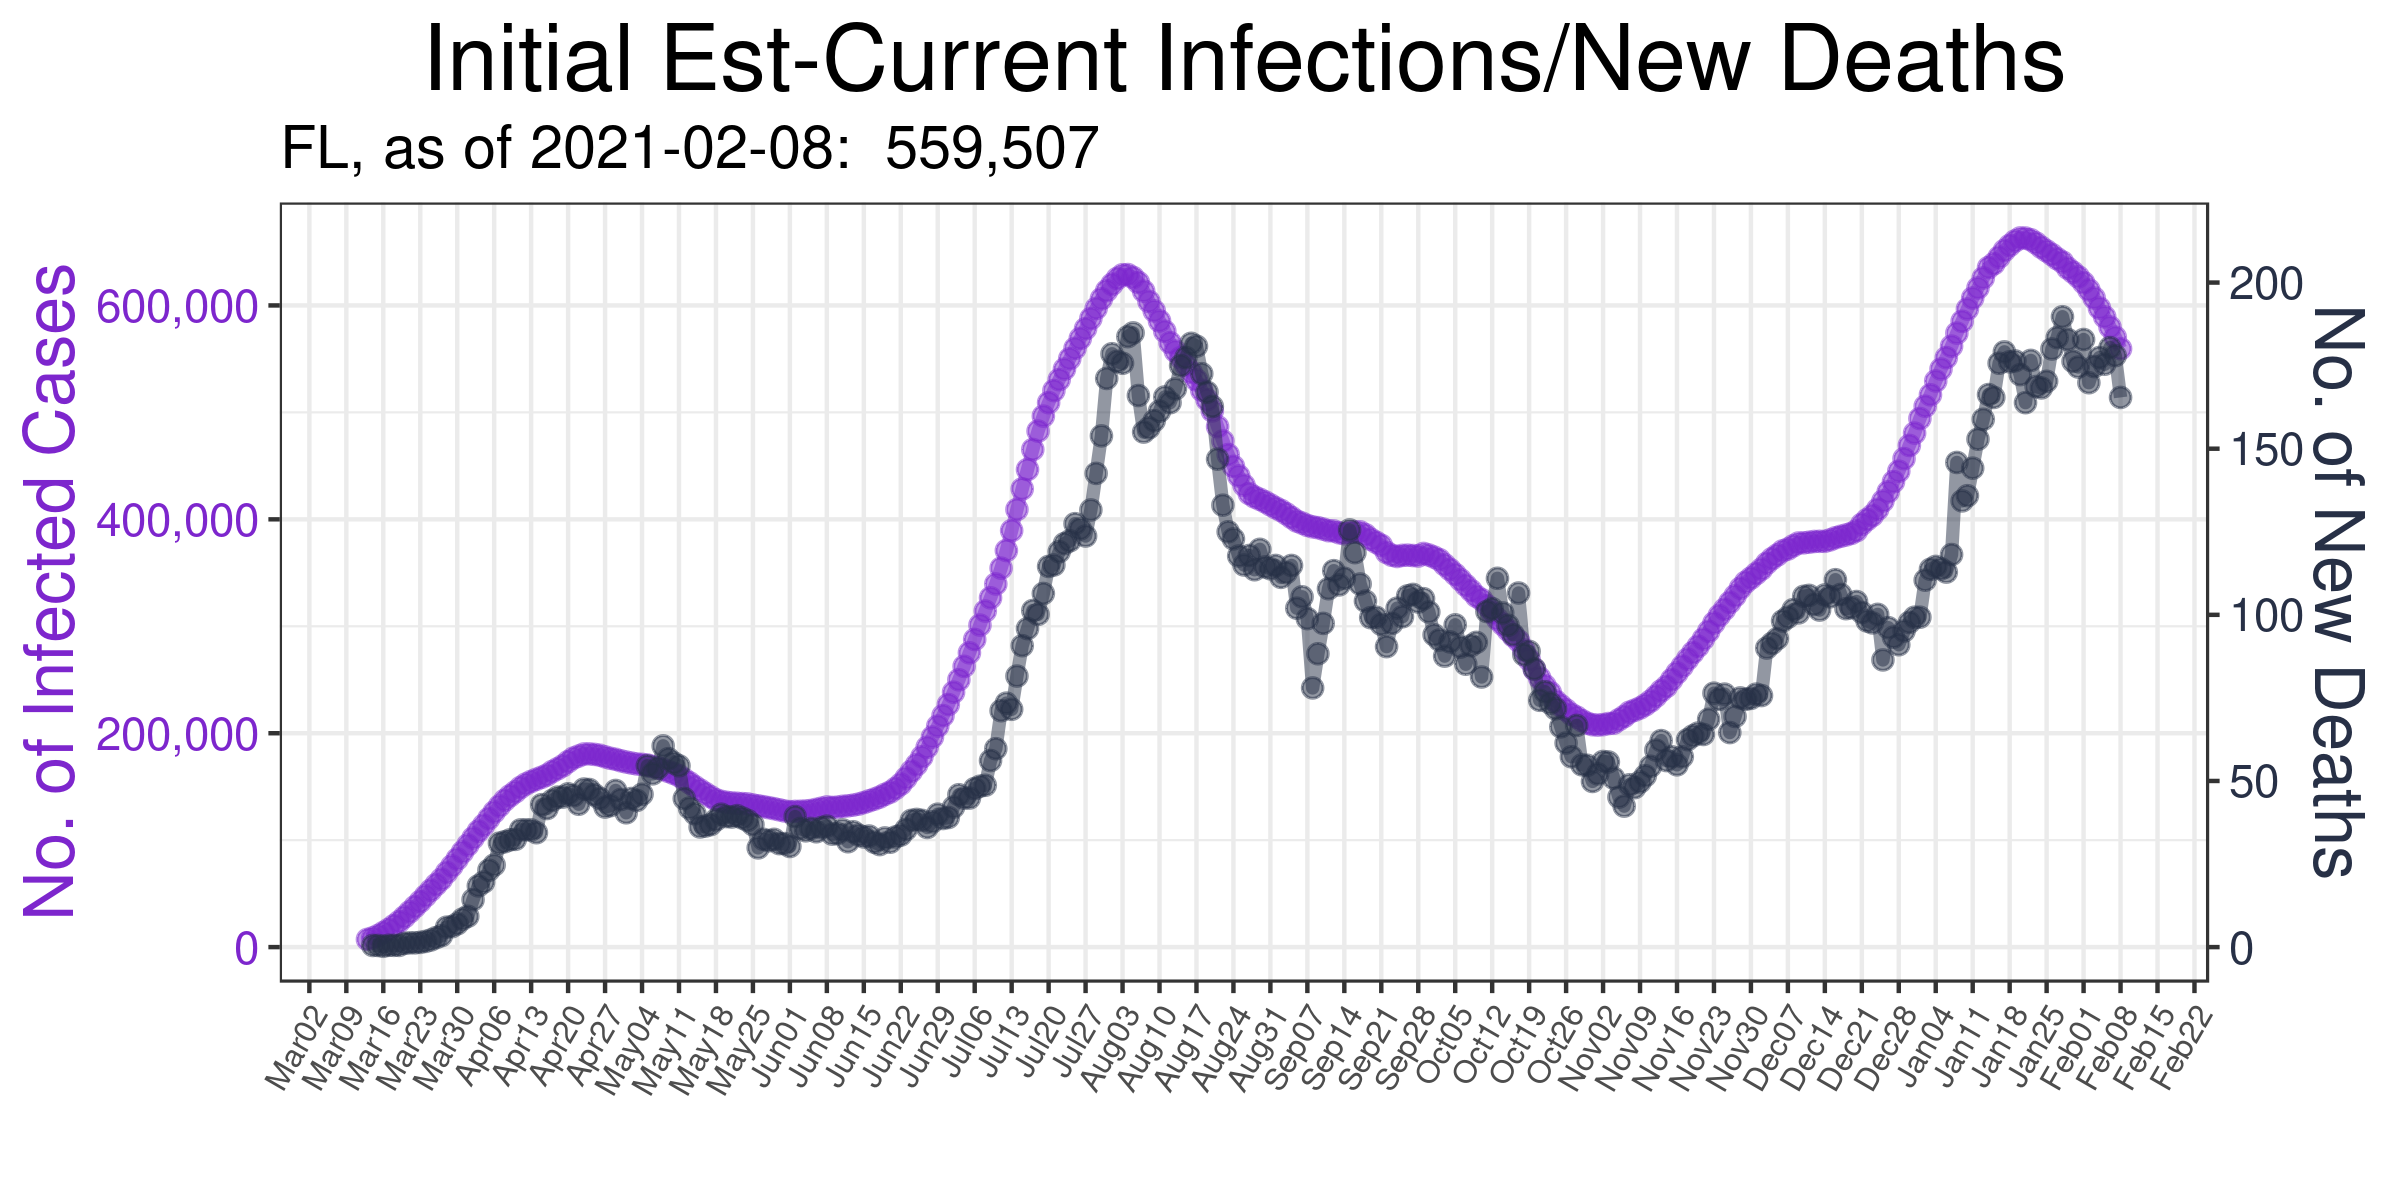 Initial Est-Current Infections/New Deaths
FL, as of 2021-02-08:  559,507
No. of Infected Cases
600,000
400,000
200,000
0
200
150
100
50
0
No. of New Deaths
Mar02
Mar09
Mar16
Mar23
Mar30
Apr06
Apr13
Apr20
Apr27
May04
May11
May18
May25
Jun01
Jun08
Jun15
Jun22
Jun29
Jul06
Jul13
Jul20
Jul27
Aug03
Aug10
Aug17
Aug24
Aug31
Sep07
Sep14
Sep21
Sep28
Oct05
Oct12
Oct19
Oct26
Nov02
Nov09
Nov16
Nov23
Nov30
Dec07
Dec14
Dec21
Dec28
Jan04
Jan11
Jan18
Jan25
Feb01
Feb08
Feb15
Feb22